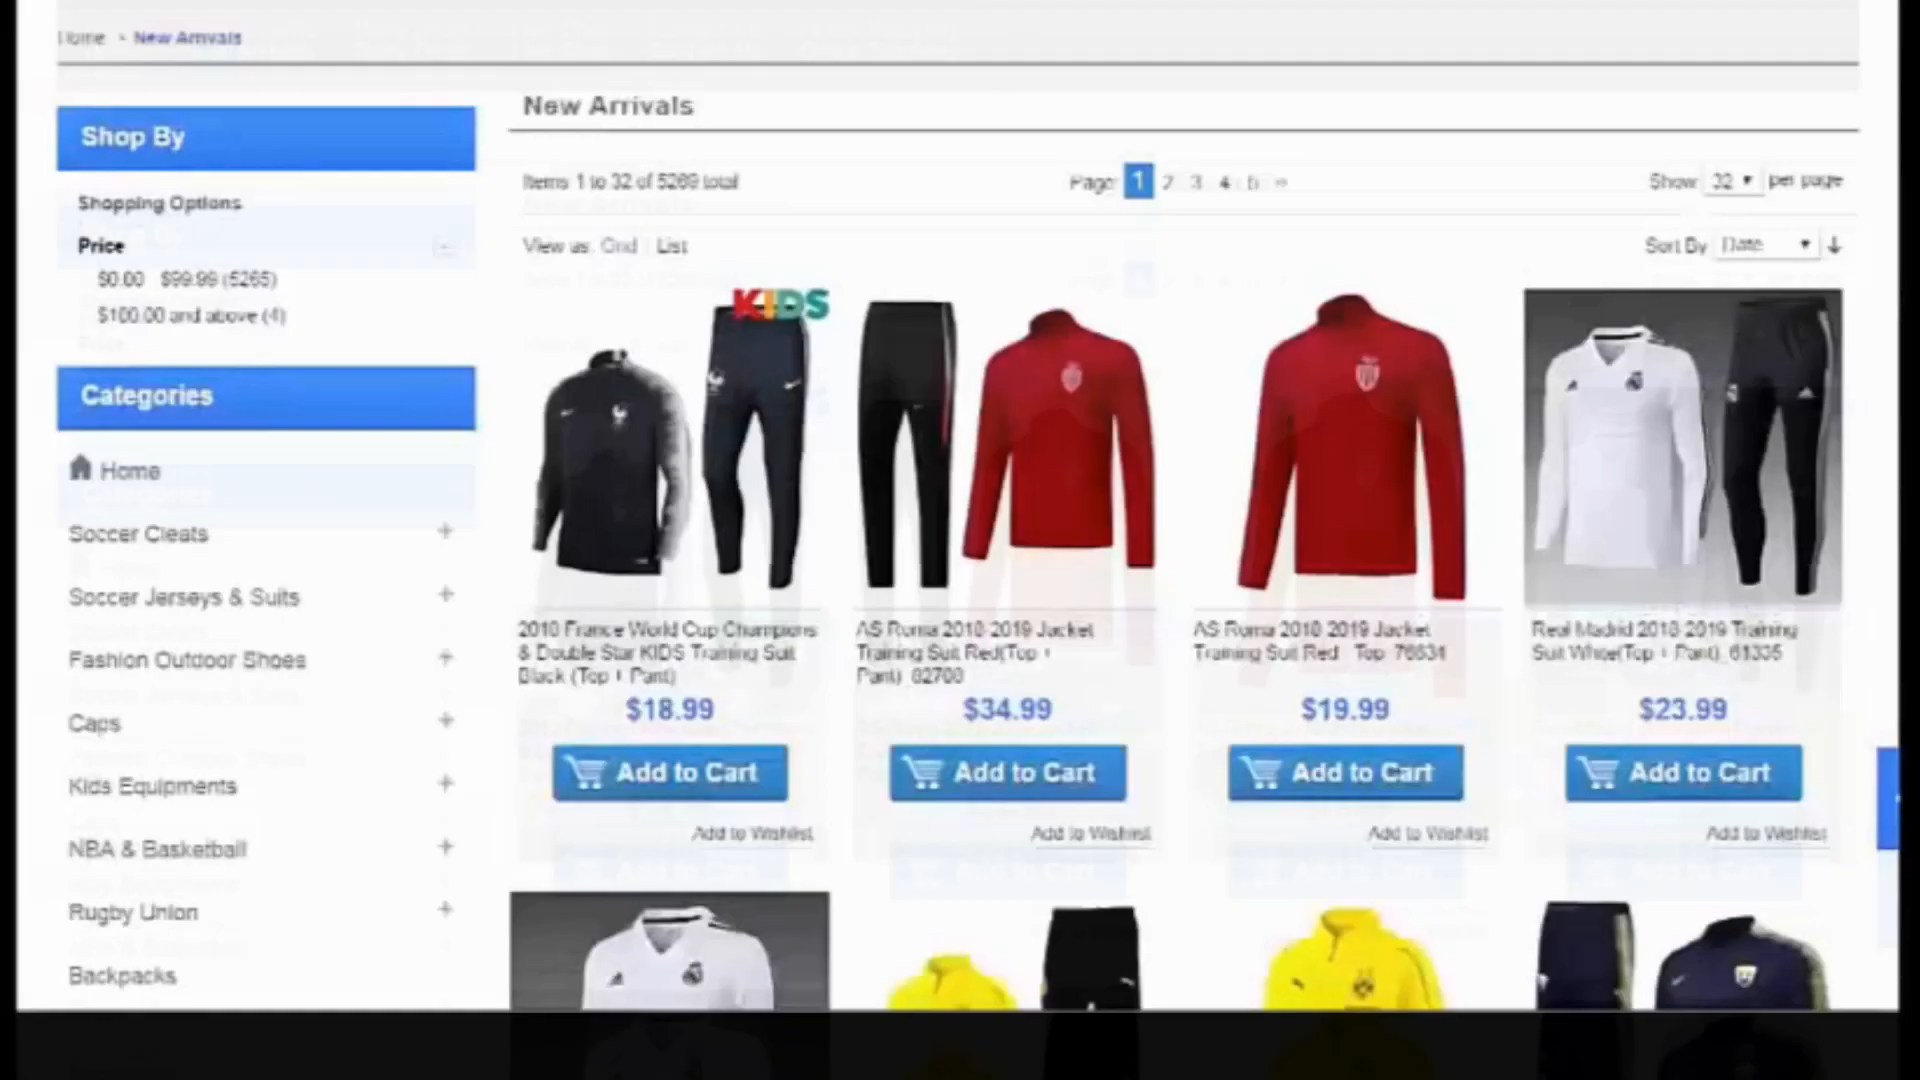 Home
New Arrivals
Shop By
New Arrivals
Shopping Options
Items 1 to 32 of 5269 total
Page: 1 2 3 4 5
Show 32 per page
Price
View as: Grid List
Sort By Date
$0.00 $99.99 (5265)
$100.00 and above (4)
KIDS
Categories
Home
Soccer Cleats +
Soccer Jerseys & Suits +
Fashion Outdoor Shoes +
Caps +
Kids Equipments +
NBA & Basketball +
Rugby Union +
Backpacks
2018 France World Cup Champions
& Double Star KIDS Training Suit
Black (Top + Pant)
$18.99
Add to Cart
Add to Wishlist
AS Roma 2018-2019 Jacket
Training Suit Red(Top +
Pant)
$34.99
Add to Cart
Add to Wishlist
AS Roma 2018-2019 Jacket
Training Suit Red Top
$19.99
Add to Cart
Add to Wishlist
Real Madrid 2018-2019 Training
Suit White(Top + Pant) 61335
$23.99
Add to Cart
Add to Wishlist